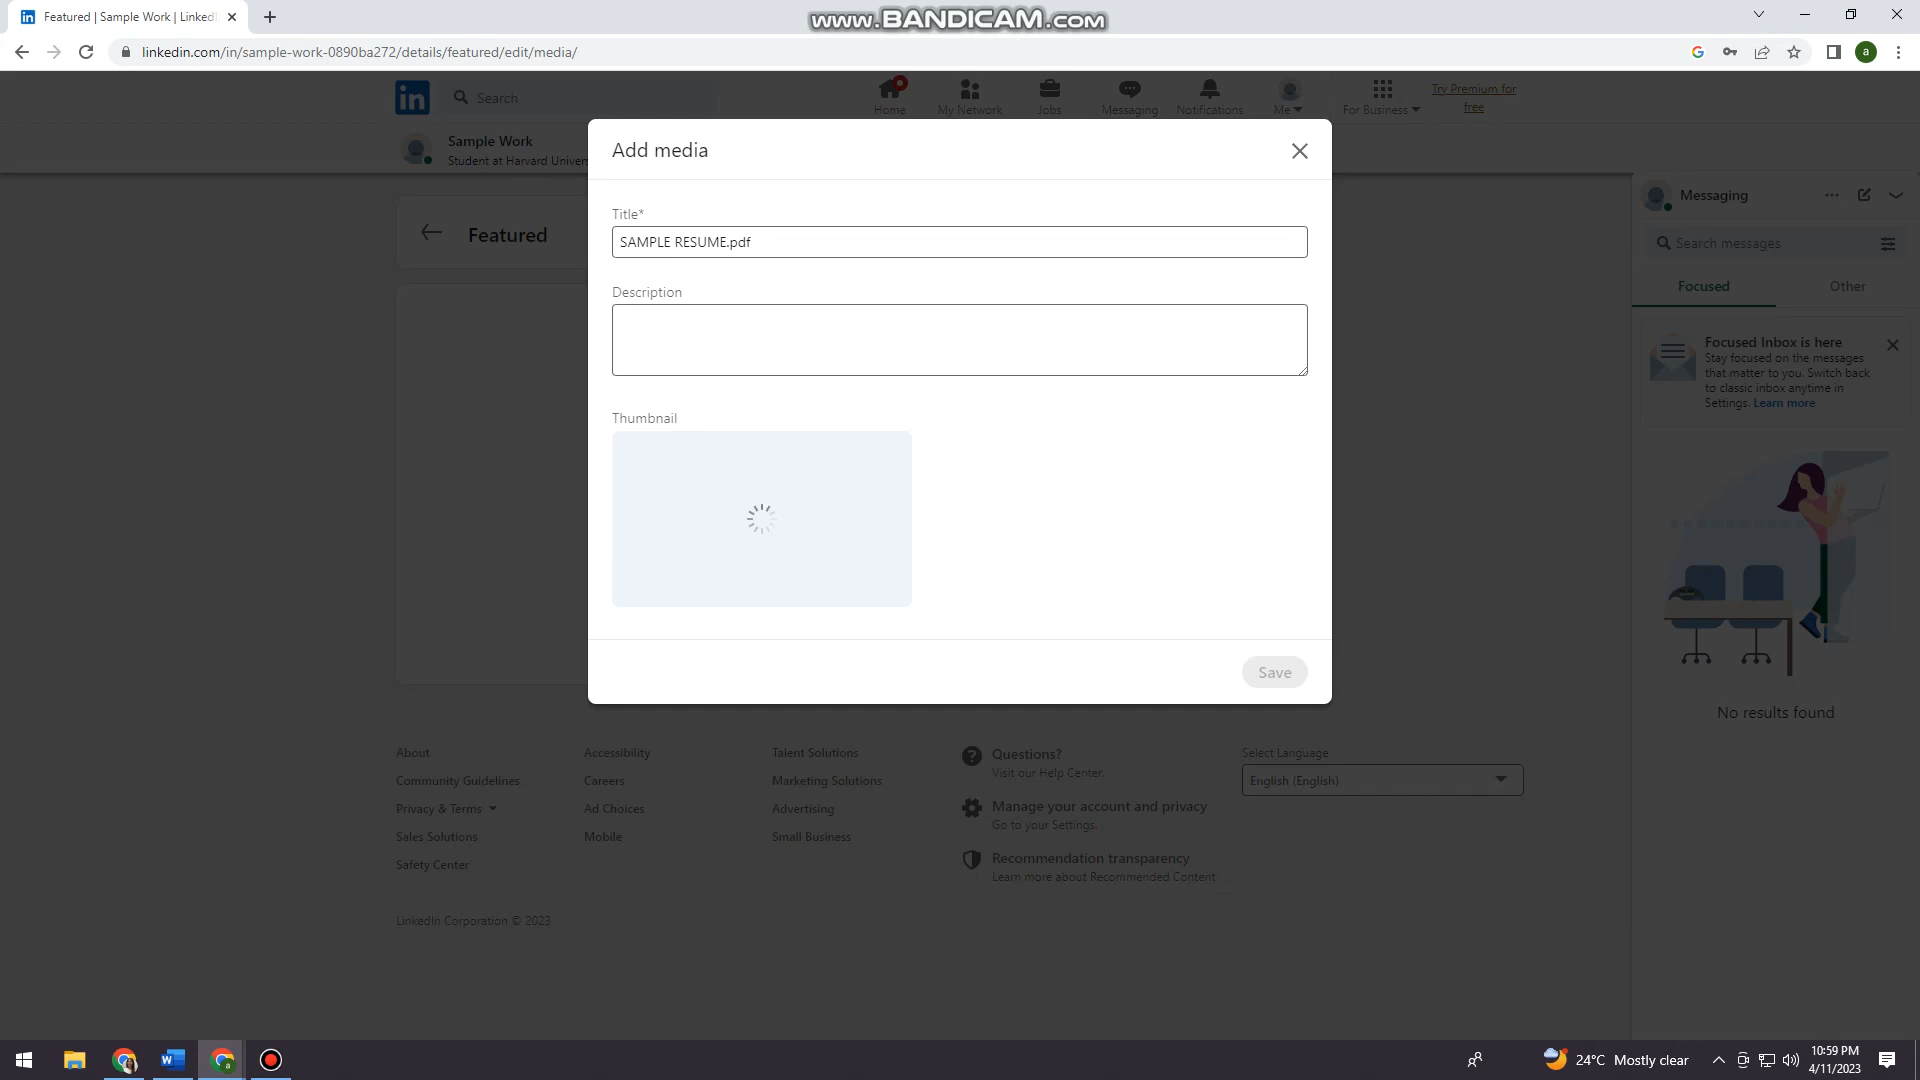 Featured | Sample Work | Linked
www.BANDICAM.com
linkedin.com/in/sample-work-0890ba272/details/featured/edit/media/
a
in
Search
Home
My Network
Jobs
Messaging
Notifications
Me
For Business
Try Premium for
free
Sample Work
Student at Harvard Univers
Add media
Title*
SAMPLE RESUME.pdf
Description
Thumbnail
Save
Featured
Messaging
Search messages
Focused
Other
Focused Inbox is here
Stay focused on the messages
that matter to you. Switch back
to classic inbox anytime in
Settings. Learn more
No results found
About
Accessibility
Talent Solutions
Community Guidelines
Careers
Marketing Solutions
Privacy & Terms
Ad Choices
Advertising
Sales Solutions
Mobile
Small Business
Safety Center
Questions?
Visit our Help Center.
Manage your account and privacy
Go to your Settings.
Recommendation transparency
Learn more about Recommended Content.
Select Language
English (English)
LinkedIn Corporation © 2023
24°C Mostly clear
10:59 PM
4/11/2023